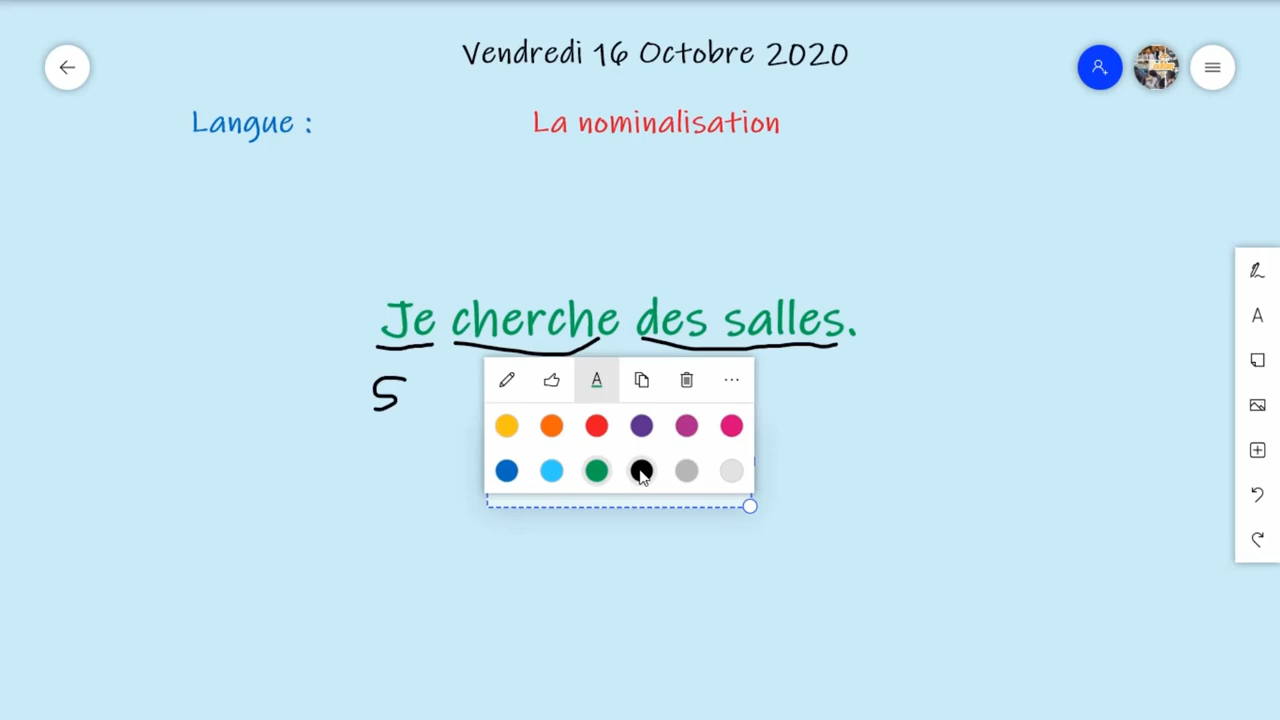 Vendredi 16 Octobre 2020
Langue :
La nominalisation
Je cherche des salles.
S